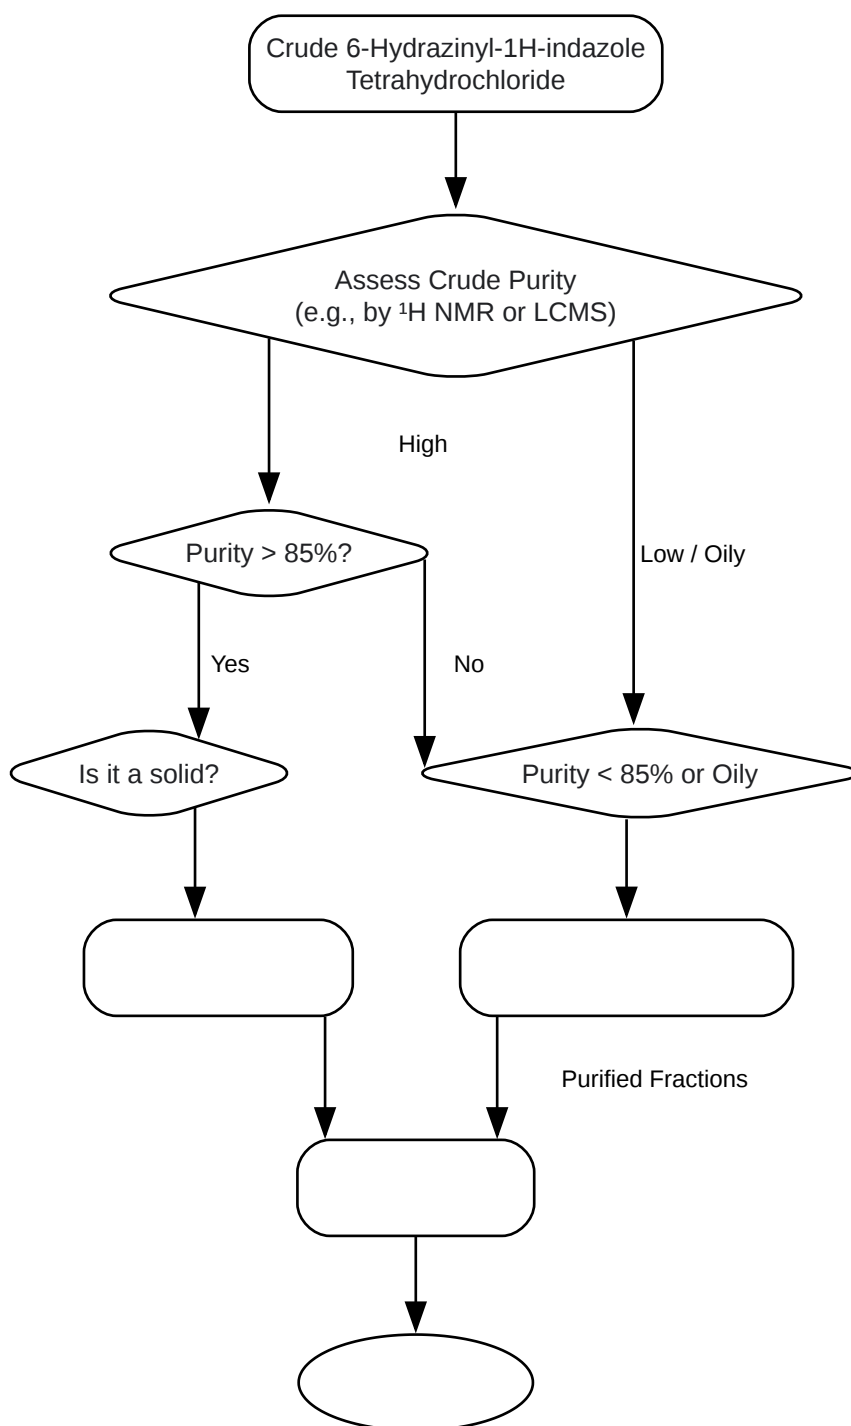 Crude 6-Hydrazinyl-1H-indazole
Tetrahydrochloride
Assess Crude Purity
(e.g., by ¹H NMR or LCMS)
High
Purity > 85%?
Low / Oily
Yes
No
Is it a solid?
Purity < 85% or Oily
Purified Fractions